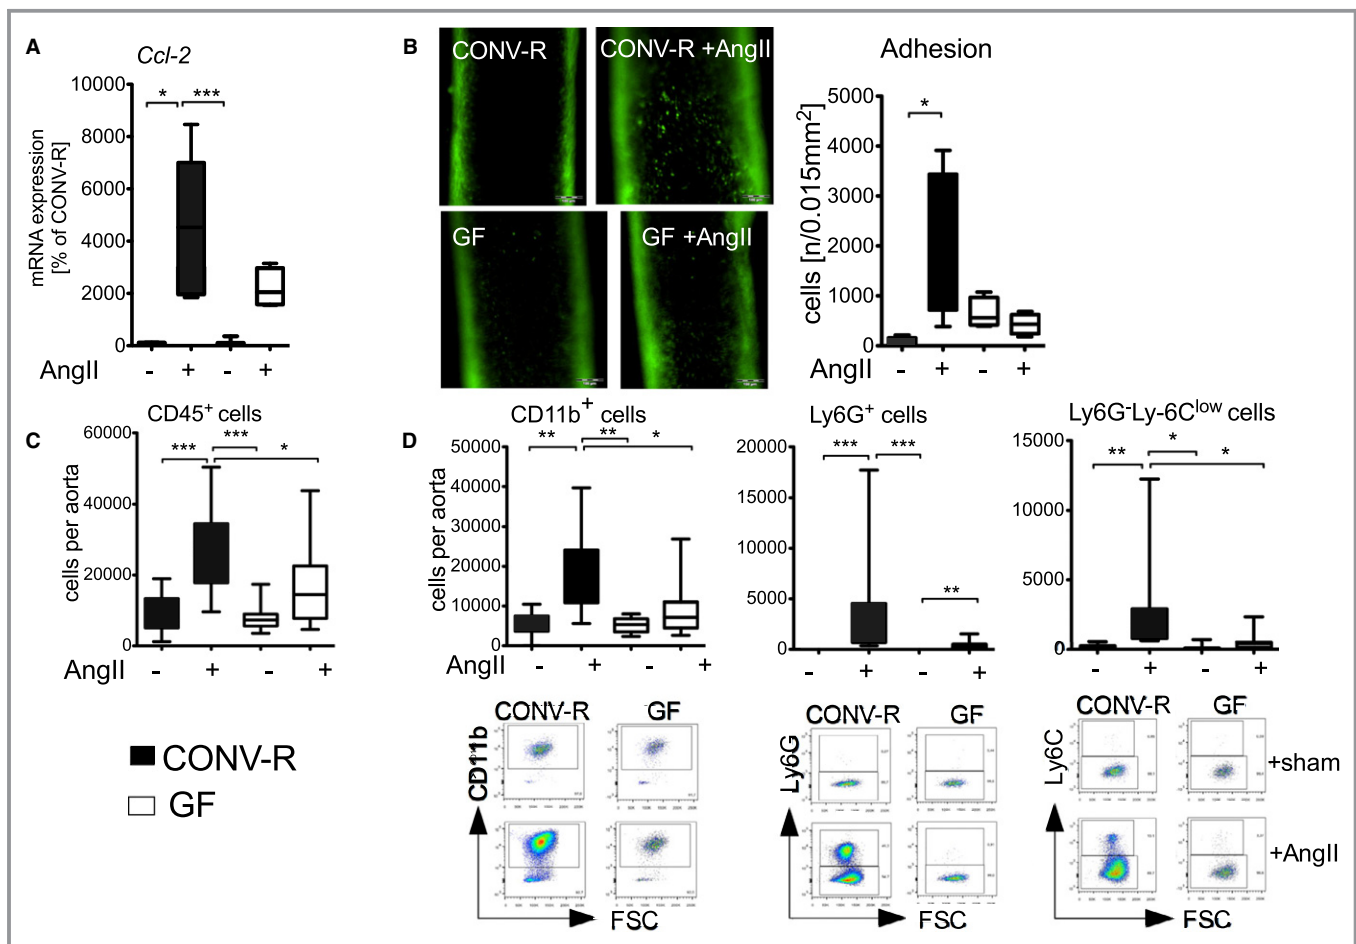 A
Ccl-2
mRNA expression
[% of CONV-R]
10000
8000
6000
4000
2000
0
* ***
AngII - + - +
B
CONV-R
CONV-R +AngII
GF
GF +AngII
Adhesion
cells [n/0.015mm²]
5000
4000
3000
2000
1000
0
*
AngII - + - +
C
CD45⁺ cells
cells per aorta
60000
40000
20000
0
*** *** *
AngII - + - +
D
CD11b⁺ cells
cells per aorta
50000
40000
30000
20000
10000
0
** ** *
AngII - + - +
Ly6G⁺ cells
20000
15000
10000
5000
0
*** *** **
- + - +
Ly6G⁻Ly-6Cˡᵒʷ cells
15000
10000
5000
0
** * *
- + - +
CONV-R
GF
CONV-R GF
CD11b
FSC
CONV-R GF
Ly6G
FSC
CONV-R GF
Ly6C
FSC
+sham
+AngII